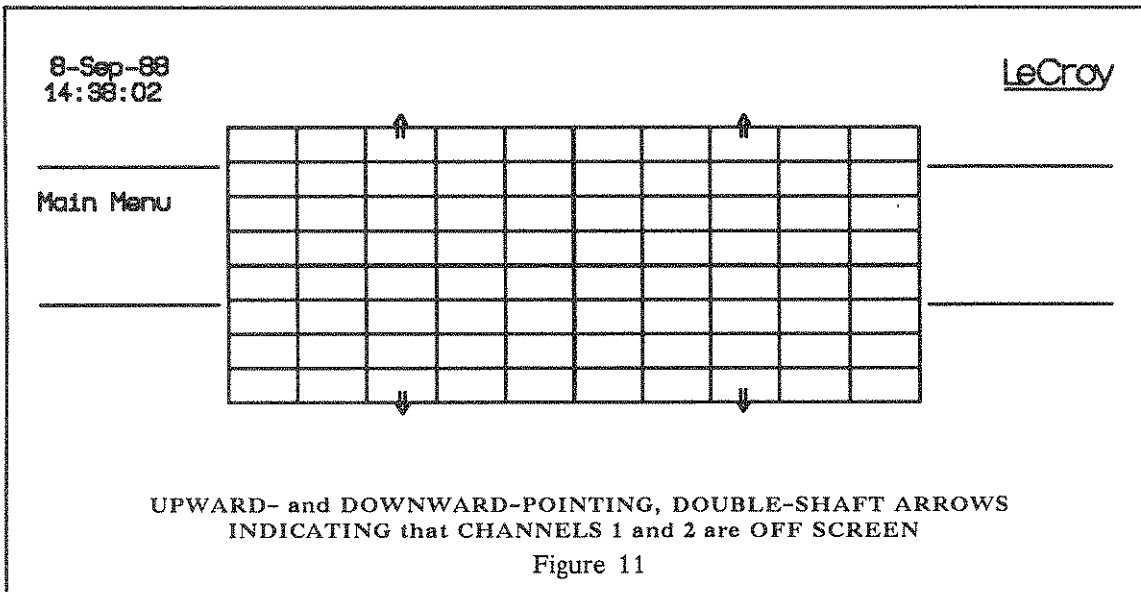 8-Sep-88
14:38:02
LeCroy
Main Menu
UPWARD- and DOWNWARD-POINTING, DOUBLE-SHAFT ARROWS
INDICATING that CHANNELS 1 and 2 are OFF SCREEN
Figure 11